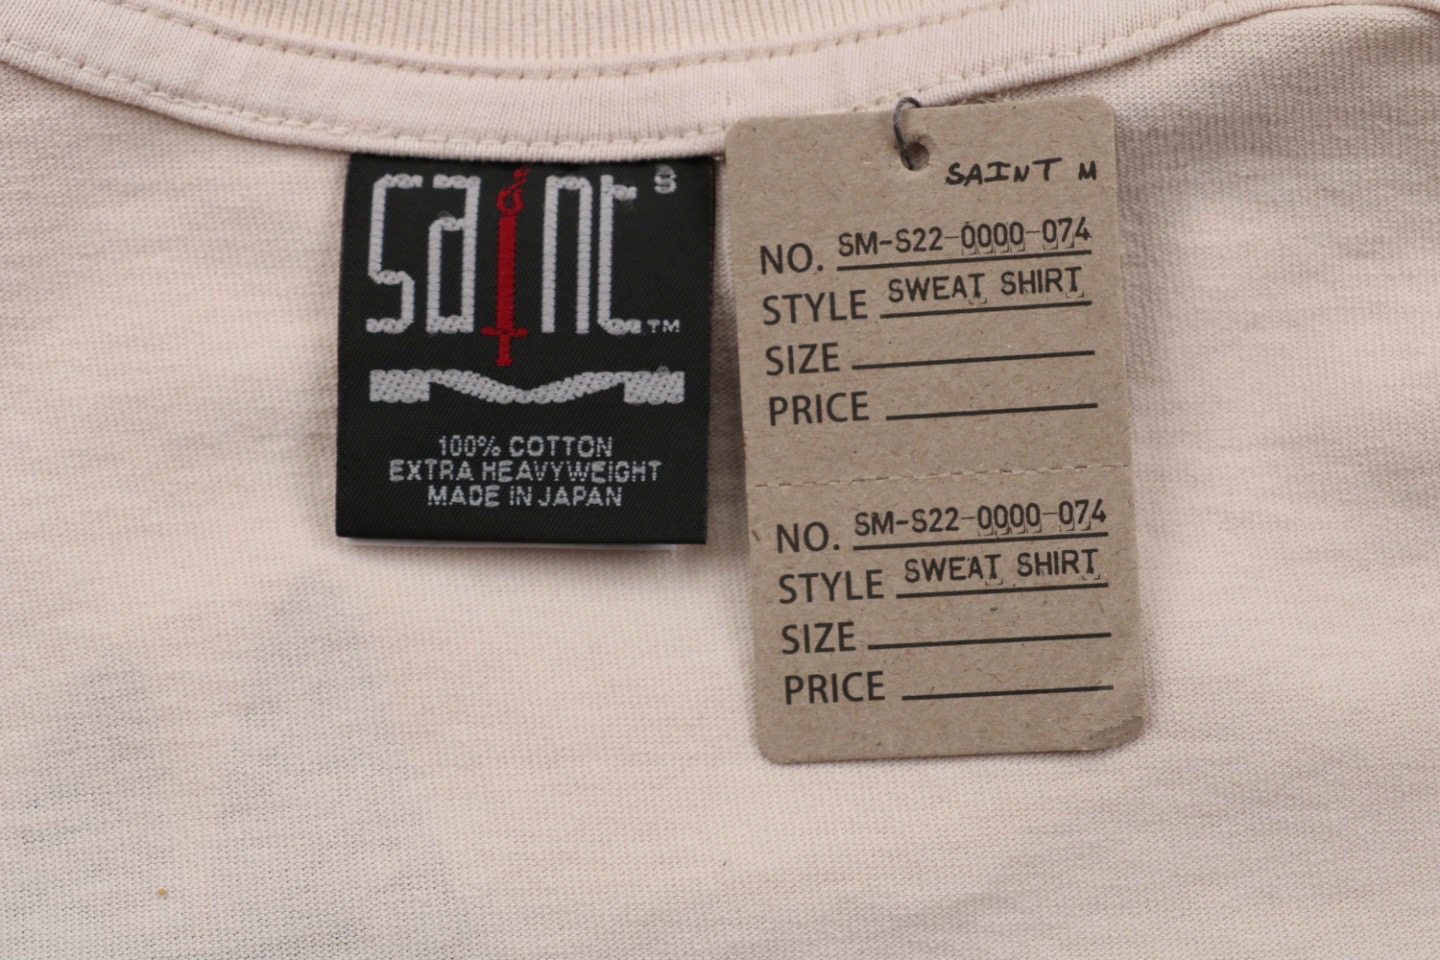 saint S
TM
100% COTTON
EXTRA HEAVYWEIGHT
MADE IN JAPAN
SAINT M
NO. SM-S22-0000-074
STYLE SWEAT SHIRT
SIZE
PRICE
NO. SM-S22-0000-074
STYLE SWEAT SHIRT
SIZE
PRICE